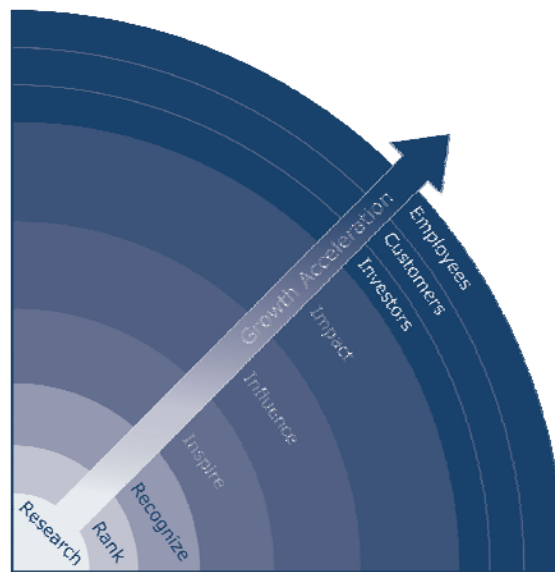 Growth Acceleration
Employees
Customers
Investors
Impact
Influence
Inspire
Recognize
Rank
Research